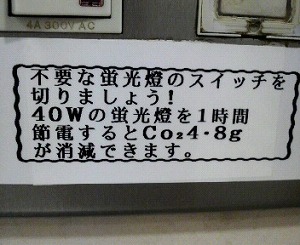 4A 300V AC
不要な蛍光燈のスイッチを
切りましょう!
40Wの蛍光燈を1時間
節電するとCo₂4・8g
が消減できます。